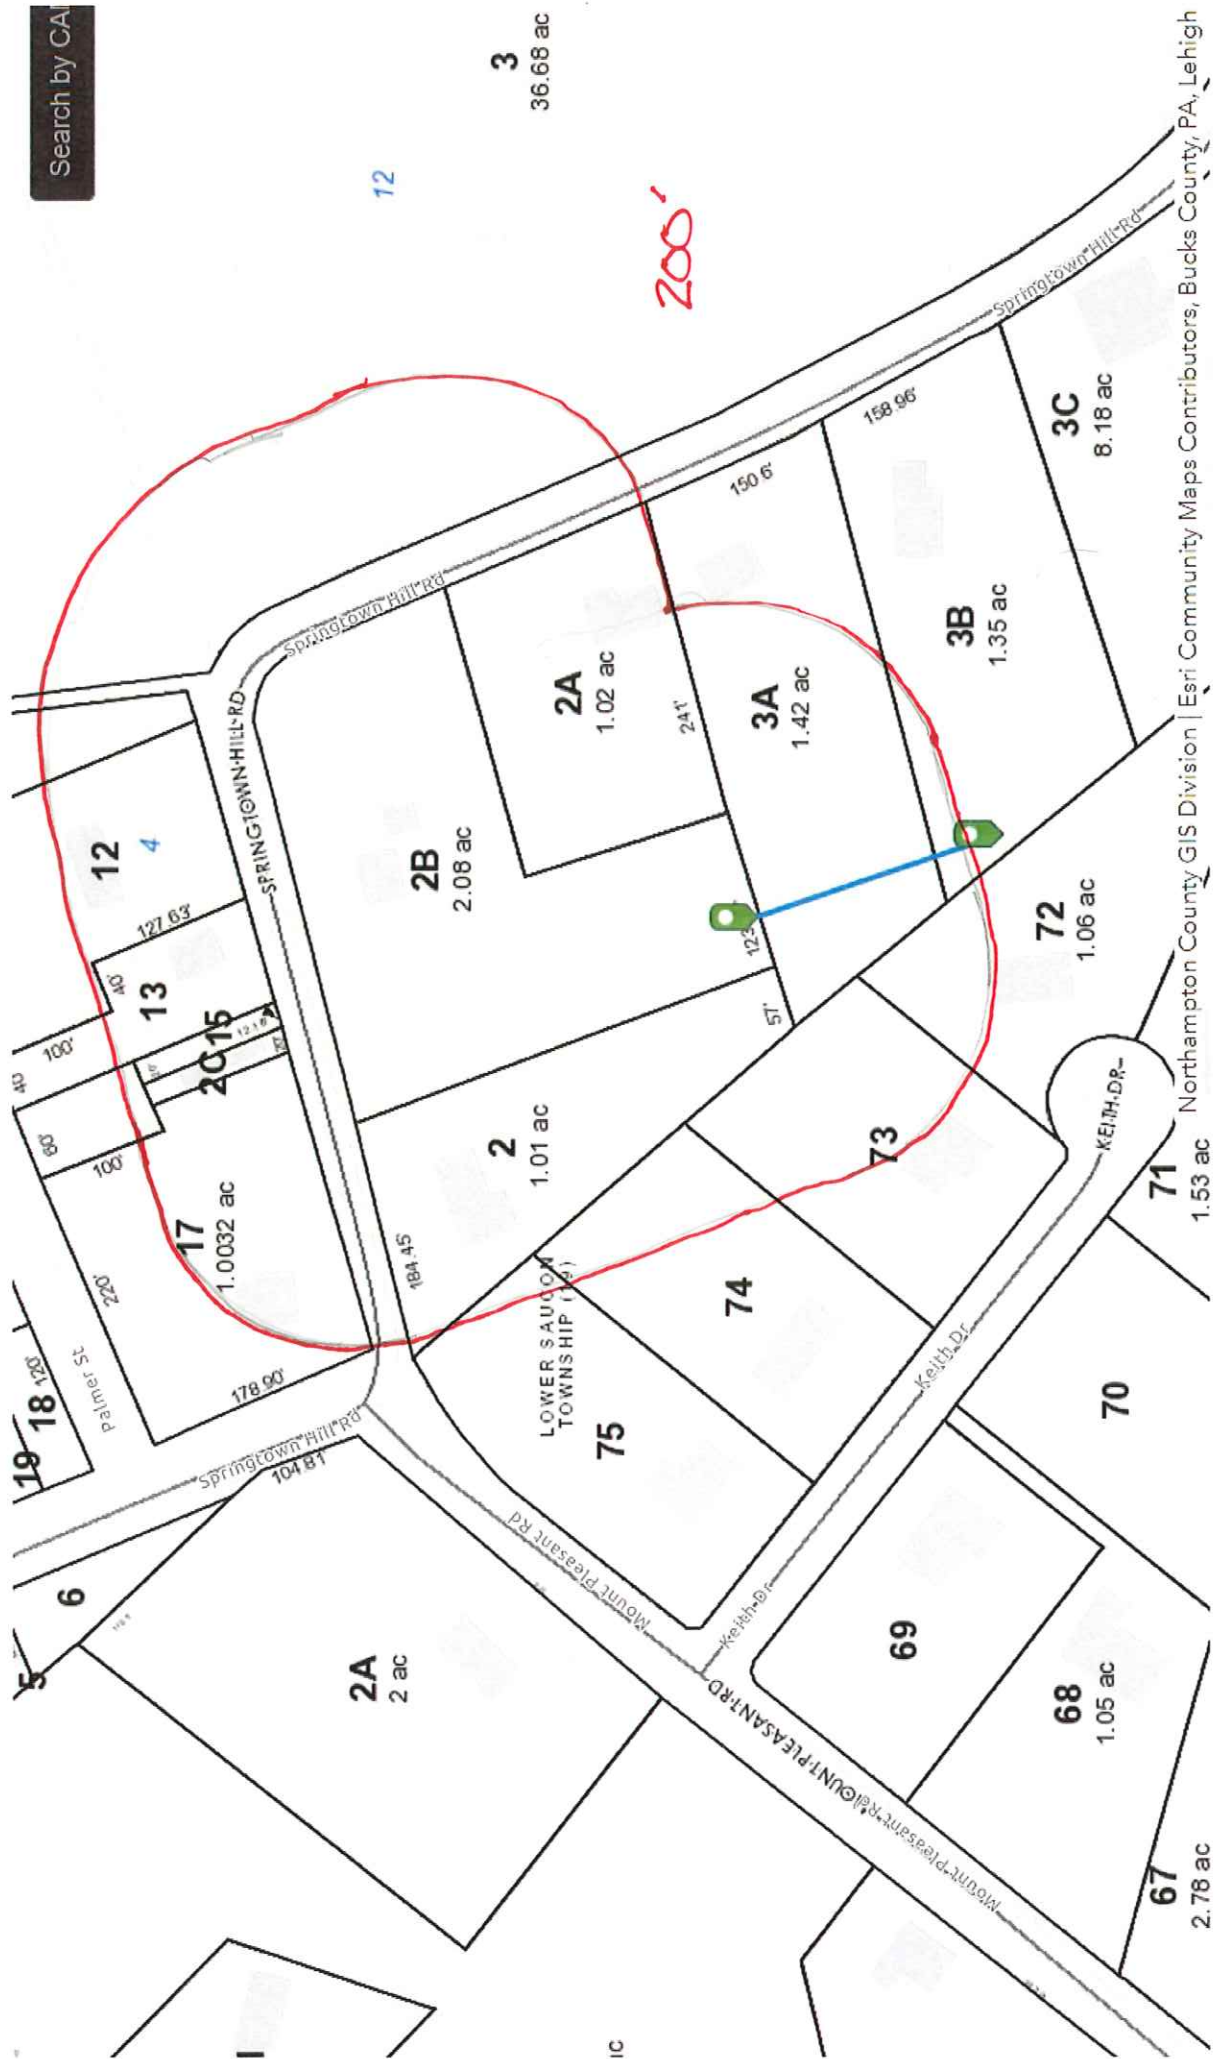 Search by CA
3
36.68 ac
12
200'
Springtown Hill Rd
3C
8.18 ac
158.96'
150.6'
3B
1.35 ac
3A
1.42 ac
241'
2A
1.02 ac
Springtown Hill Rd
SPRINGTOWN HILL RD
12
4
127.63'
40'
13
2B
2.08 ac
123
57'
72
1.06 ac
15
2C
100'
40'
60'
100'
17
1.0032 ac
220'
2
1.01 ac
184.45'
73
74
LOWER SAUCON
TOWNSHIP (19)
75
KEITH DR
71
1.53 ac
Keith Dr
70
18
120'
19
Palmer St
178.90'
Springtown Hill Rd
104.81'
6
5
2A
2 ac
Mount Pleasant Rd
Keith Dr
69
68
1.05 ac
MOUNT PLEASANT RD
Mount Pleasant Rd
67
2.78 ac
Northampton County GIS Division | Esri Community Maps Contributors, Bucks County, PA, Lehigh